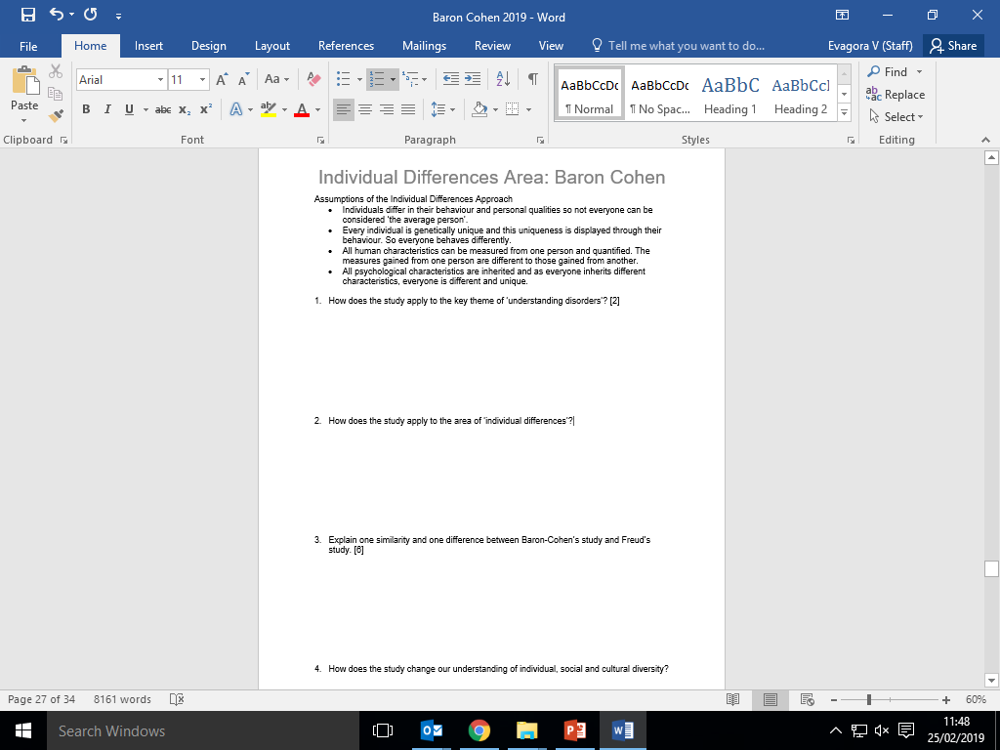 Baron Cohen 2019 - Word
File Home Insert Design Layout References Mailings Review View Tell me what you want to do... Evagora V (Staff) Share
Paste
Arial 11 A A Aa A
B I U abc x₂ x² A ab A
AaBbCcDc AaBbCcDc AaBbC AaBbCcI
¶ Normal ¶ No Spac... Heading 1 Heading 2
Find
Replace
Select
Clipboard Font Paragraph Styles Editing
Individual Differences Area: Baron Cohen
Assumptions of the Individual Differences Approach
• Individuals differ in their behaviour and personal qualities so not everyone can be
considered 'the average person'.
• Every individual is genetically unique and this uniqueness is displayed through their
behaviour. So everyone behaves differently.
• All human characteristics can be measured from one person and quantified. The
measures gained from one person are different to those gained from another.
• All psychological characteristics are inherited and as everyone inherits different
characteristics, everyone is different and unique.
1. How does the study apply to the key theme of 'understanding disorders'? [2]
2. How does the study apply to the area of 'individual differences'?
3. Explain one similarity and one difference between Baron-Cohen's study and Freud's
study. [6]
4. How does the study change our understanding of individual, social and cultural diversity?
Page 27 of 34 8161 words 60%
Search Windows
11:48
25/02/2019